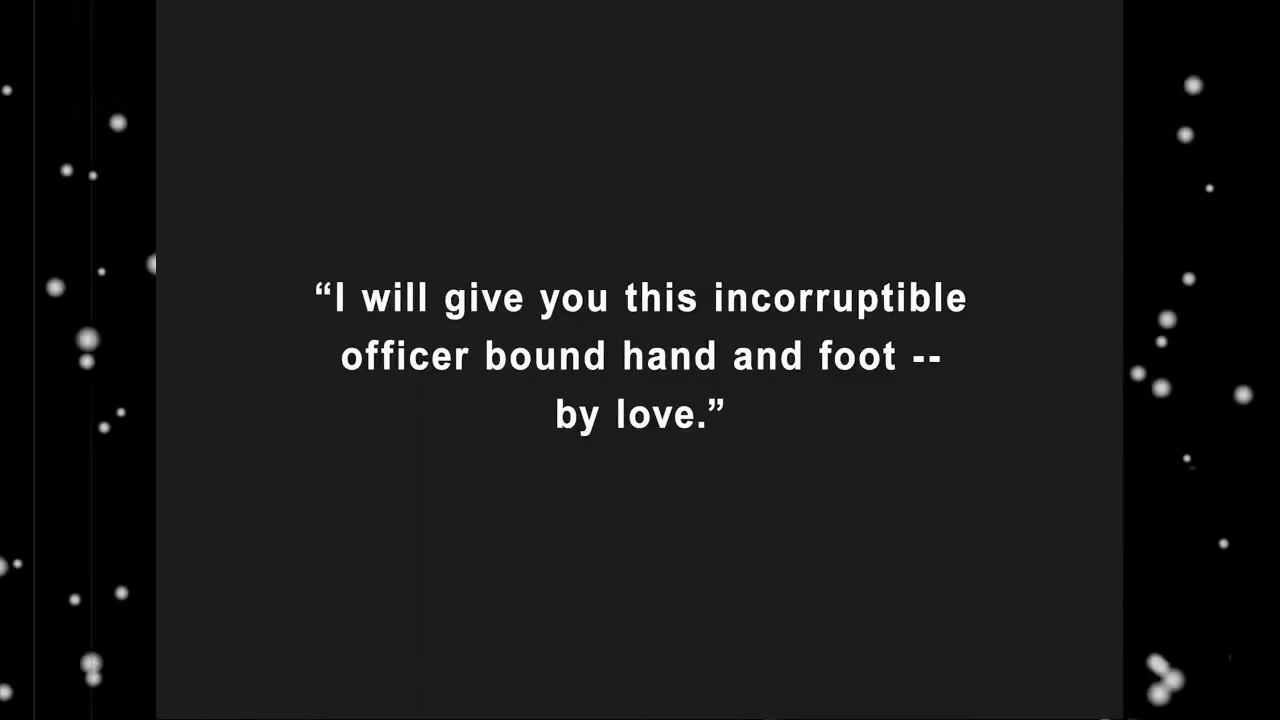 “I will give you this incorruptible
officer bound hand and foot --
by love.”